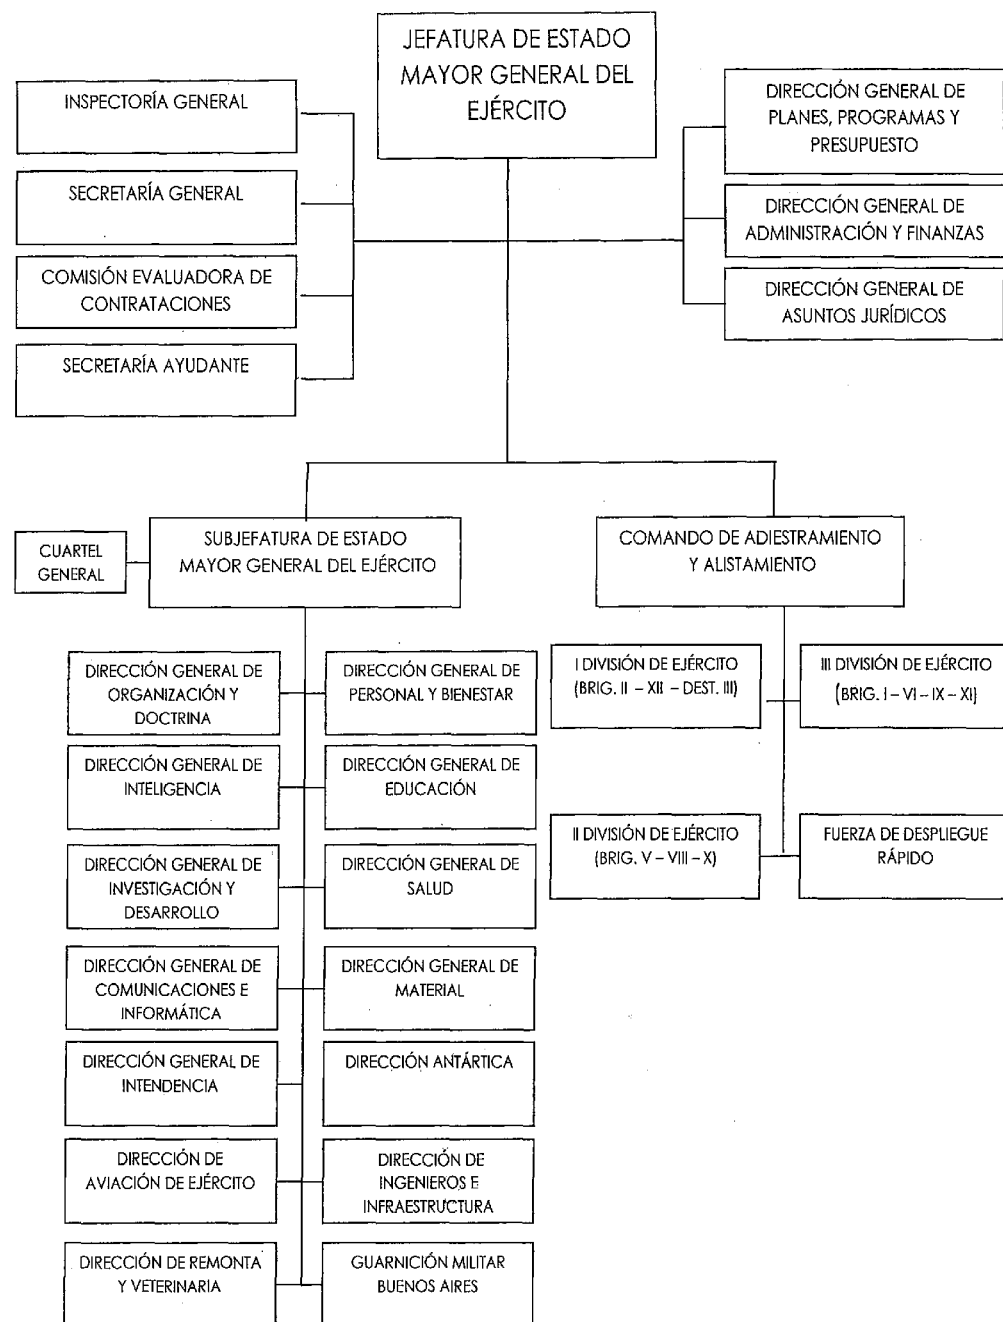 JEFATURA DE ESTADO
MAYOR GENERAL DEL
EJÉRCITO
INSPECTORÍA GENERAL
SECRETARÍA GENERAL
COMISIÓN EVALUADORA DE
CONTRATACIONES
SECRETARÍA AYUDANTE
DIRECCIÓN GENERAL DE
PLANES, PROGRAMAS Y
PRESUPUESTO
DIRECCIÓN GENERAL DE
ADMINISTRACIÓN Y FINANZAS
DIRECCIÓN GENERAL DE
ASUNTOS JURÍDICOS
CUARTEL
GENERAL
SUBJEFATURA DE ESTADO
MAYOR GENERAL DEL EJÉRCITO
COMANDO DE ADIESTRAMIENTO
Y ALISTAMIENTO
DIRECCIÓN GENERAL DE
ORGANIZACIÓN Y
DOCTRINA
DIRECCIÓN GENERAL DE
PERSONAL Y BIENESTAR
DIRECCIÓN GENERAL DE
INTELIGENCIA
DIRECCIÓN GENERAL DE
EDUCACIÓN
DIRECCIÓN GENERAL DE
INVESTIGACIÓN Y
DESARROLLO
DIRECCIÓN GENERAL DE
SALUD
DIRECCIÓN GENERAL DE
COMUNICACIONES E
INFORMÁTICA
DIRECCIÓN GENERAL DE
MATERIAL
DIRECCIÓN GENERAL DE
INTENDENCIA
DIRECCIÓN ANTÁRTICA
DIRECCIÓN DE
AVIACIÓN DE EJÉRCITO
DIRECCIÓN DE
INGENIEROS E
INFRAESTRUCTURA
DIRECCIÓN DE REMONTA
Y VETERINARIA
GUARNICIÓN MILITAR
BUENOS AIRES
I DIVISIÓN DE EJÉRCITO
(BRIG. II – XII – DEST. III)
III DIVISIÓN DE EJÉRCITO
(BRIG. I – VI – IX – XI)
II DIVISIÓN DE EJÉRCITO
(BRIG. V – VIII – X)
FUERZA DE DESPLIEGUE
RÁPIDO